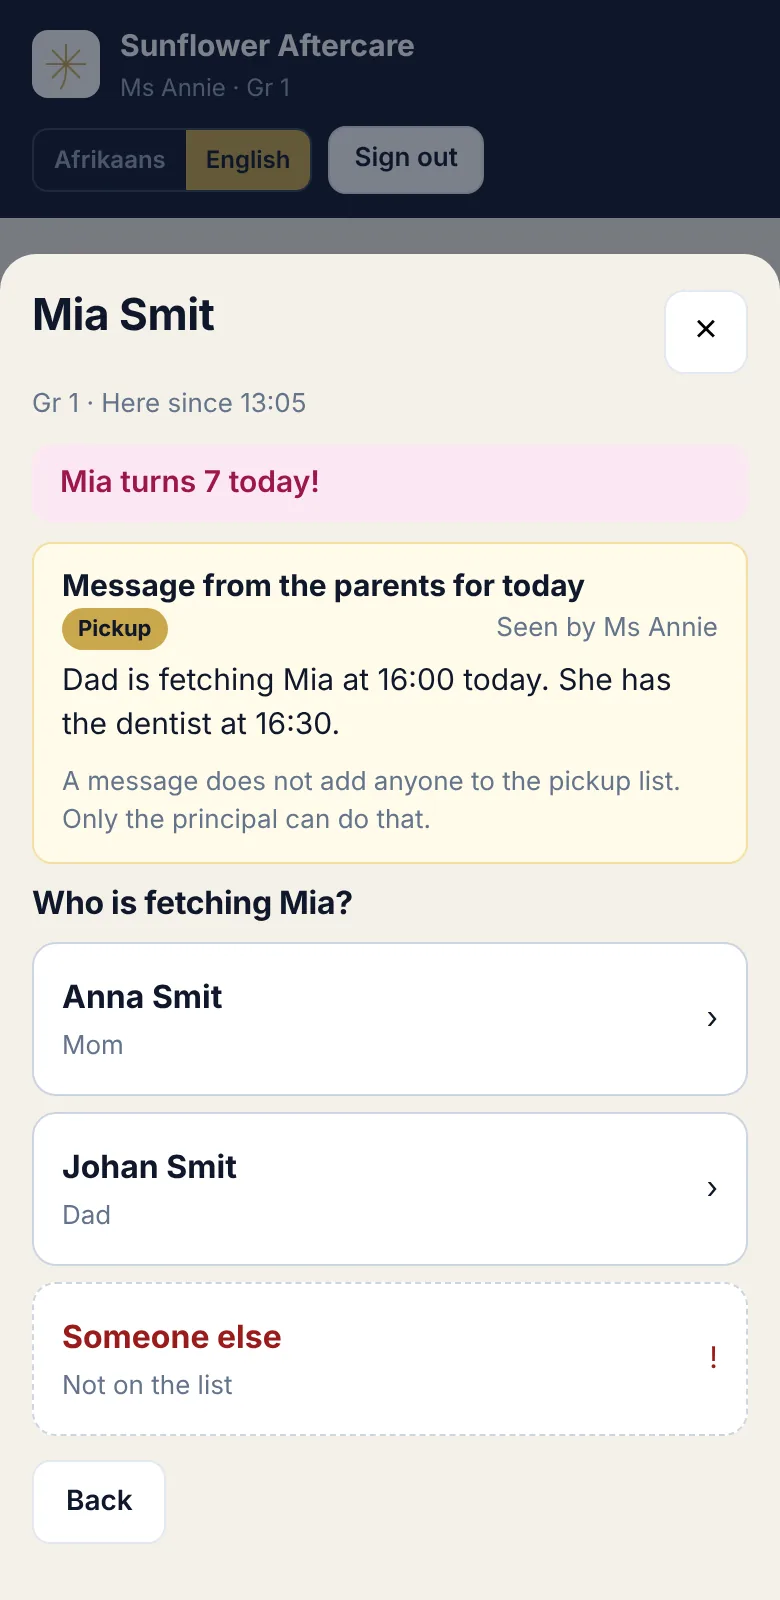 Sunflower Aftercare
Ms Annie · Gr 1
Afrikaans
English
Sign out
Mia Smit
×
Gr 1 · Here since 13:05
Mia turns 7 today!
Message from the parents for today
Pickup
Seen by Ms Annie
Dad is fetching Mia at 16:00 today. She has
the dentist at 16:30.
A message does not add anyone to the pickup list.
Only the principal can do that.
Who is fetching Mia?
Anna Smit
Mom
›
Johan Smit
Dad
›
Someone else
Not on the list
!
Back